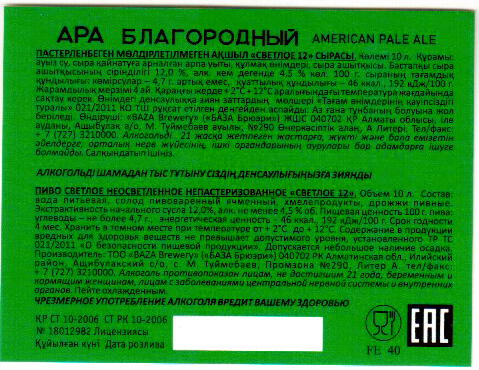 АРА БЛАГОРОДНЫЙ AMERICAN PALE ALE
ПАСТЕРЛЕНБЕГЕН МӨЛДІРЛЕТІЛМЕГЕН АҚШЫЛ «СВЕТЛОЕ 12» СЫРАСЫ, көлемі 10 л. Құрамы:
ауыз су, сыра қайнатуға арналған арпа уыты, құлмақ өнімдері, сыра ашытқысы. Бастапқы сыра
ашытқысының сіріңділігі 12,0 %, алк. кем дегенде 4,5 % көл. 100 г. сыраның тағамдық
құндылығы: көмірсулар – 4,7 г. артық емес, қуаттылық құндылығы – 46 ккал , 192 кДж/100 г.
Жарамдылық мерзімі 4 ай. Қараңғы жерде + 2°С + 12°С аралығындағы температура жағдайында
сақтау керек. Өнімдегі денсаулыққа аиян заттардың мөлшері «Тағам өнімдерінің қауіпсіздігі
туралы» 021/2011 КО ТШ рұқсат етілген деңгейден аспайды. Аз ғана тұнбаның болуына жол
беріледі. Өндіруші: «BAZA Brewery» («БАЗА Брюэри») ЖШС 040702 ҚР Алматы облысы, Іле
ауданы, Ащыбұлақ а/о, М. Түймебаев ауылы, №290 Өнеркәсіптік алаң, А Литер. Тел/факс:
+ 7 (727) 3210000. Алкогольді 21 жасқа жетпеген жастарға, жүкті және бала емізетін
әйелдерге, орталық нерв жүйесінің, ішкі органдарының аурулары бар адамдарға ішуге
болмайды. Салқындатып ішіңіз.
АЛКОГОЛЬДІ ШАМАДАН ТЫС ТҰТЫНУ СІЗДІҢ ДЕНСАУЛЫҒЫҢЫЗҒА ЗИЯНДЫ
ПИВО СВЕТЛОЕ НЕОСВЕТЛЕННОЕ НЕПАСТЕРИЗОВАННОЕ «СВЕТЛОЕ 12», Объем 10 л. Состав:
вода питьевая, солод пивоваренный ячменный, хмелепродукты, дрожжи пивные.
Экстрактивность начального сусла 12,0%, алк. не менее 4,5 % об. Пищевая ценность 100 г. пива:
углеводы – не более 4,7 г., энергетическая ценность - 46 ккал, 192 кДж/100 г. Срок годности
4 мес. Хранить в темном месте при температуре от + 2°С до + 12°С. Содержание в продукции
вредных для здоровья веществ не превышает допустимого уровня, установленного ТР ТС
021/2011 «О безопасности пищевой продукции». Допускается небольшое наличие осадка.
Производитель: ТОО «BAZA Brewery» («БАЗА Брюэри») 040702 РК Алматинская обл., Илийский
район, Ащибулакский с/о, с М. Туймебаев, Промзона №290, Литер А. тел/факс:
+ 7 (727) 3210000. Алкоголь противопоказан лицам, не достигшим 21 года, беременным и
кормящим женщинам, лицам с заболеваниями центральной нервной системы и внутренних
органов. Пейте охлажденным.
ЧРЕЗМЕРНОЕ УПОТРЕБЛЕНИЕ АЛКОГОЛЯ ВРЕДИТ ВАШЕМУ ЗДОРОВЬЮ
ҚР СТ 10-2006 СТ РК 10-2006
№ 18012982 Лицензиясы
Құйылған күні Дата розлива
FE 40
EAC